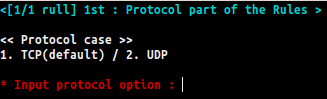 <[1/1 rull] 1st : Protocol part of the Rules >
<< Protocol case >>
1. TCP(default) / 2. UDP
* Input protocol option :